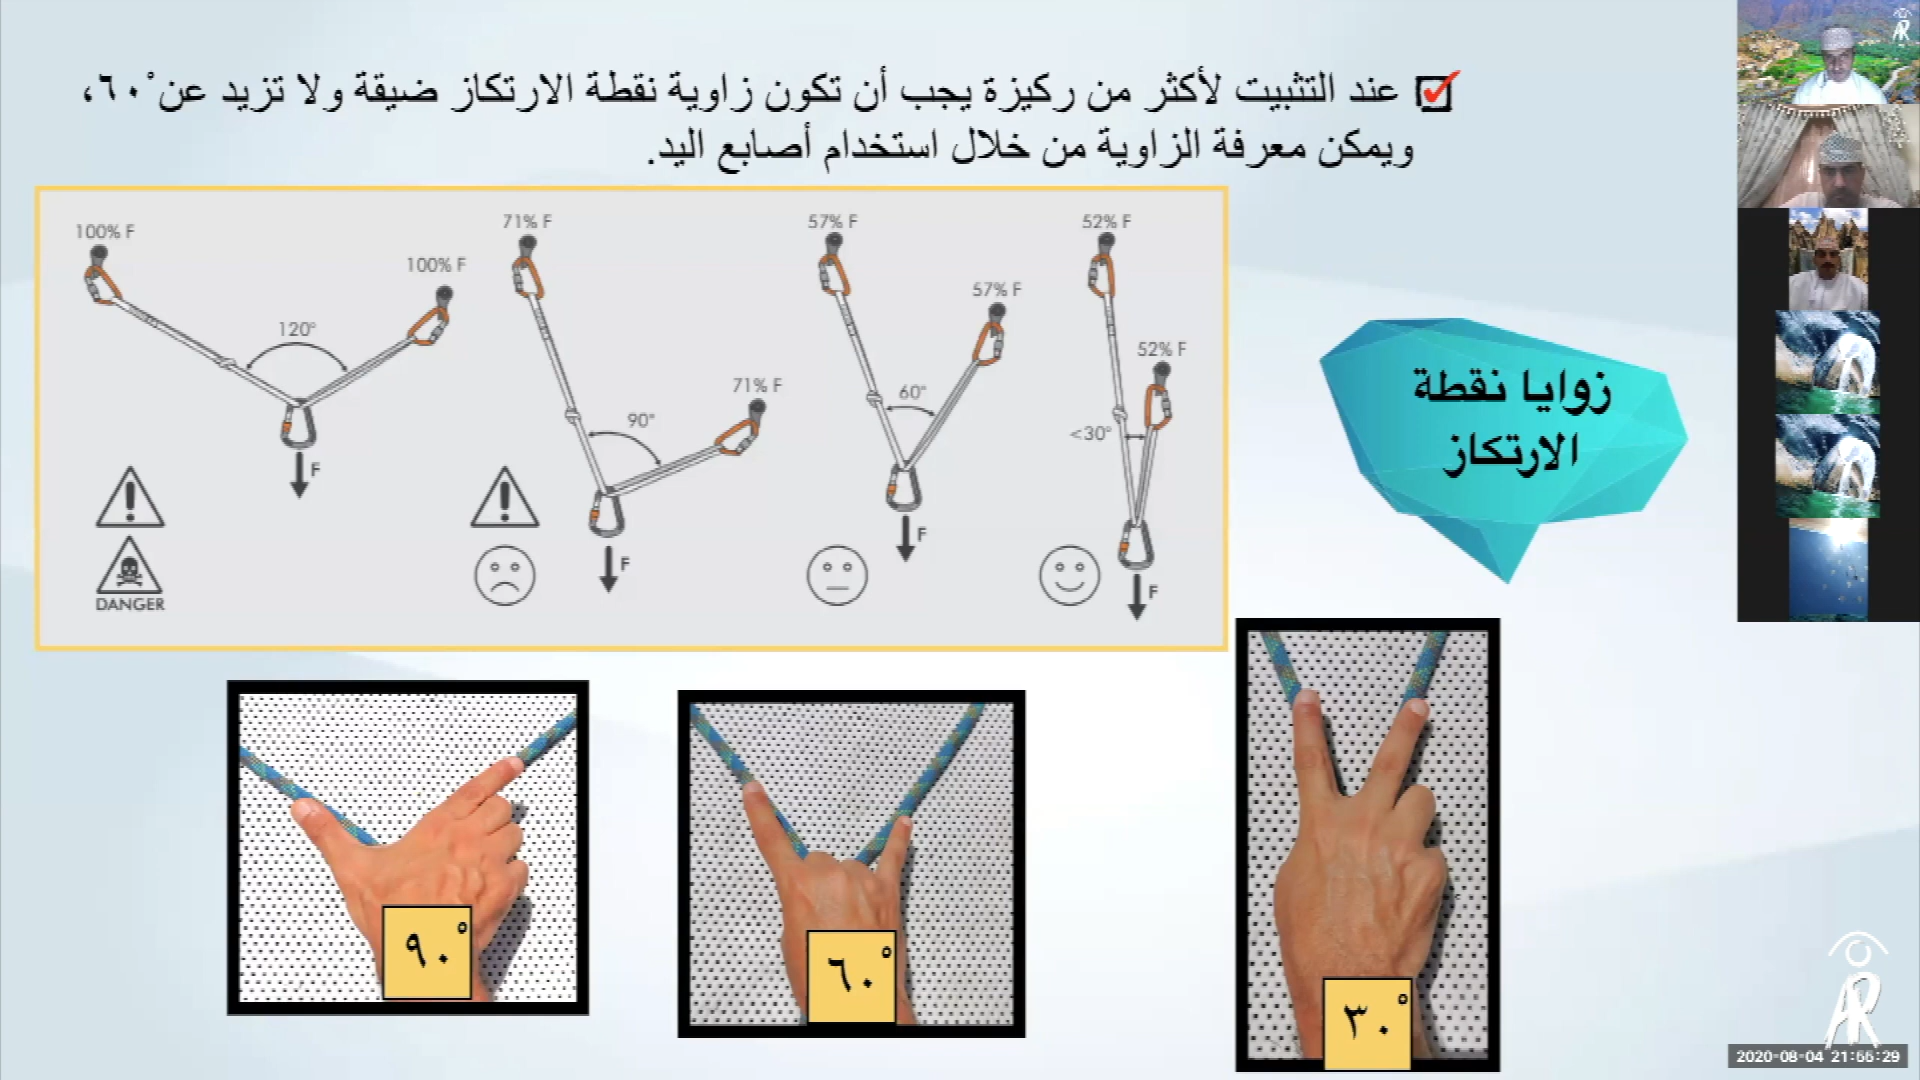 عند التثبيت لأكثر من ركيزة يجب أن تكون زاوية نقطة الارتكاز ضيقة ولا تزيد عن ٦٠°،
ويمكن معرفة الزاوية من خلال استخدام أصابع اليد.
زوايا نقطة
الارتكاز
100% F
100% F
120°
F
DANGER
71% F
71% F
90°
F
57% F
57% F
60°
F
52% F
52% F
<30°
F
٩٠°
٦٠°
٣٠°
AR
AR
2020-08-04 21:56:29